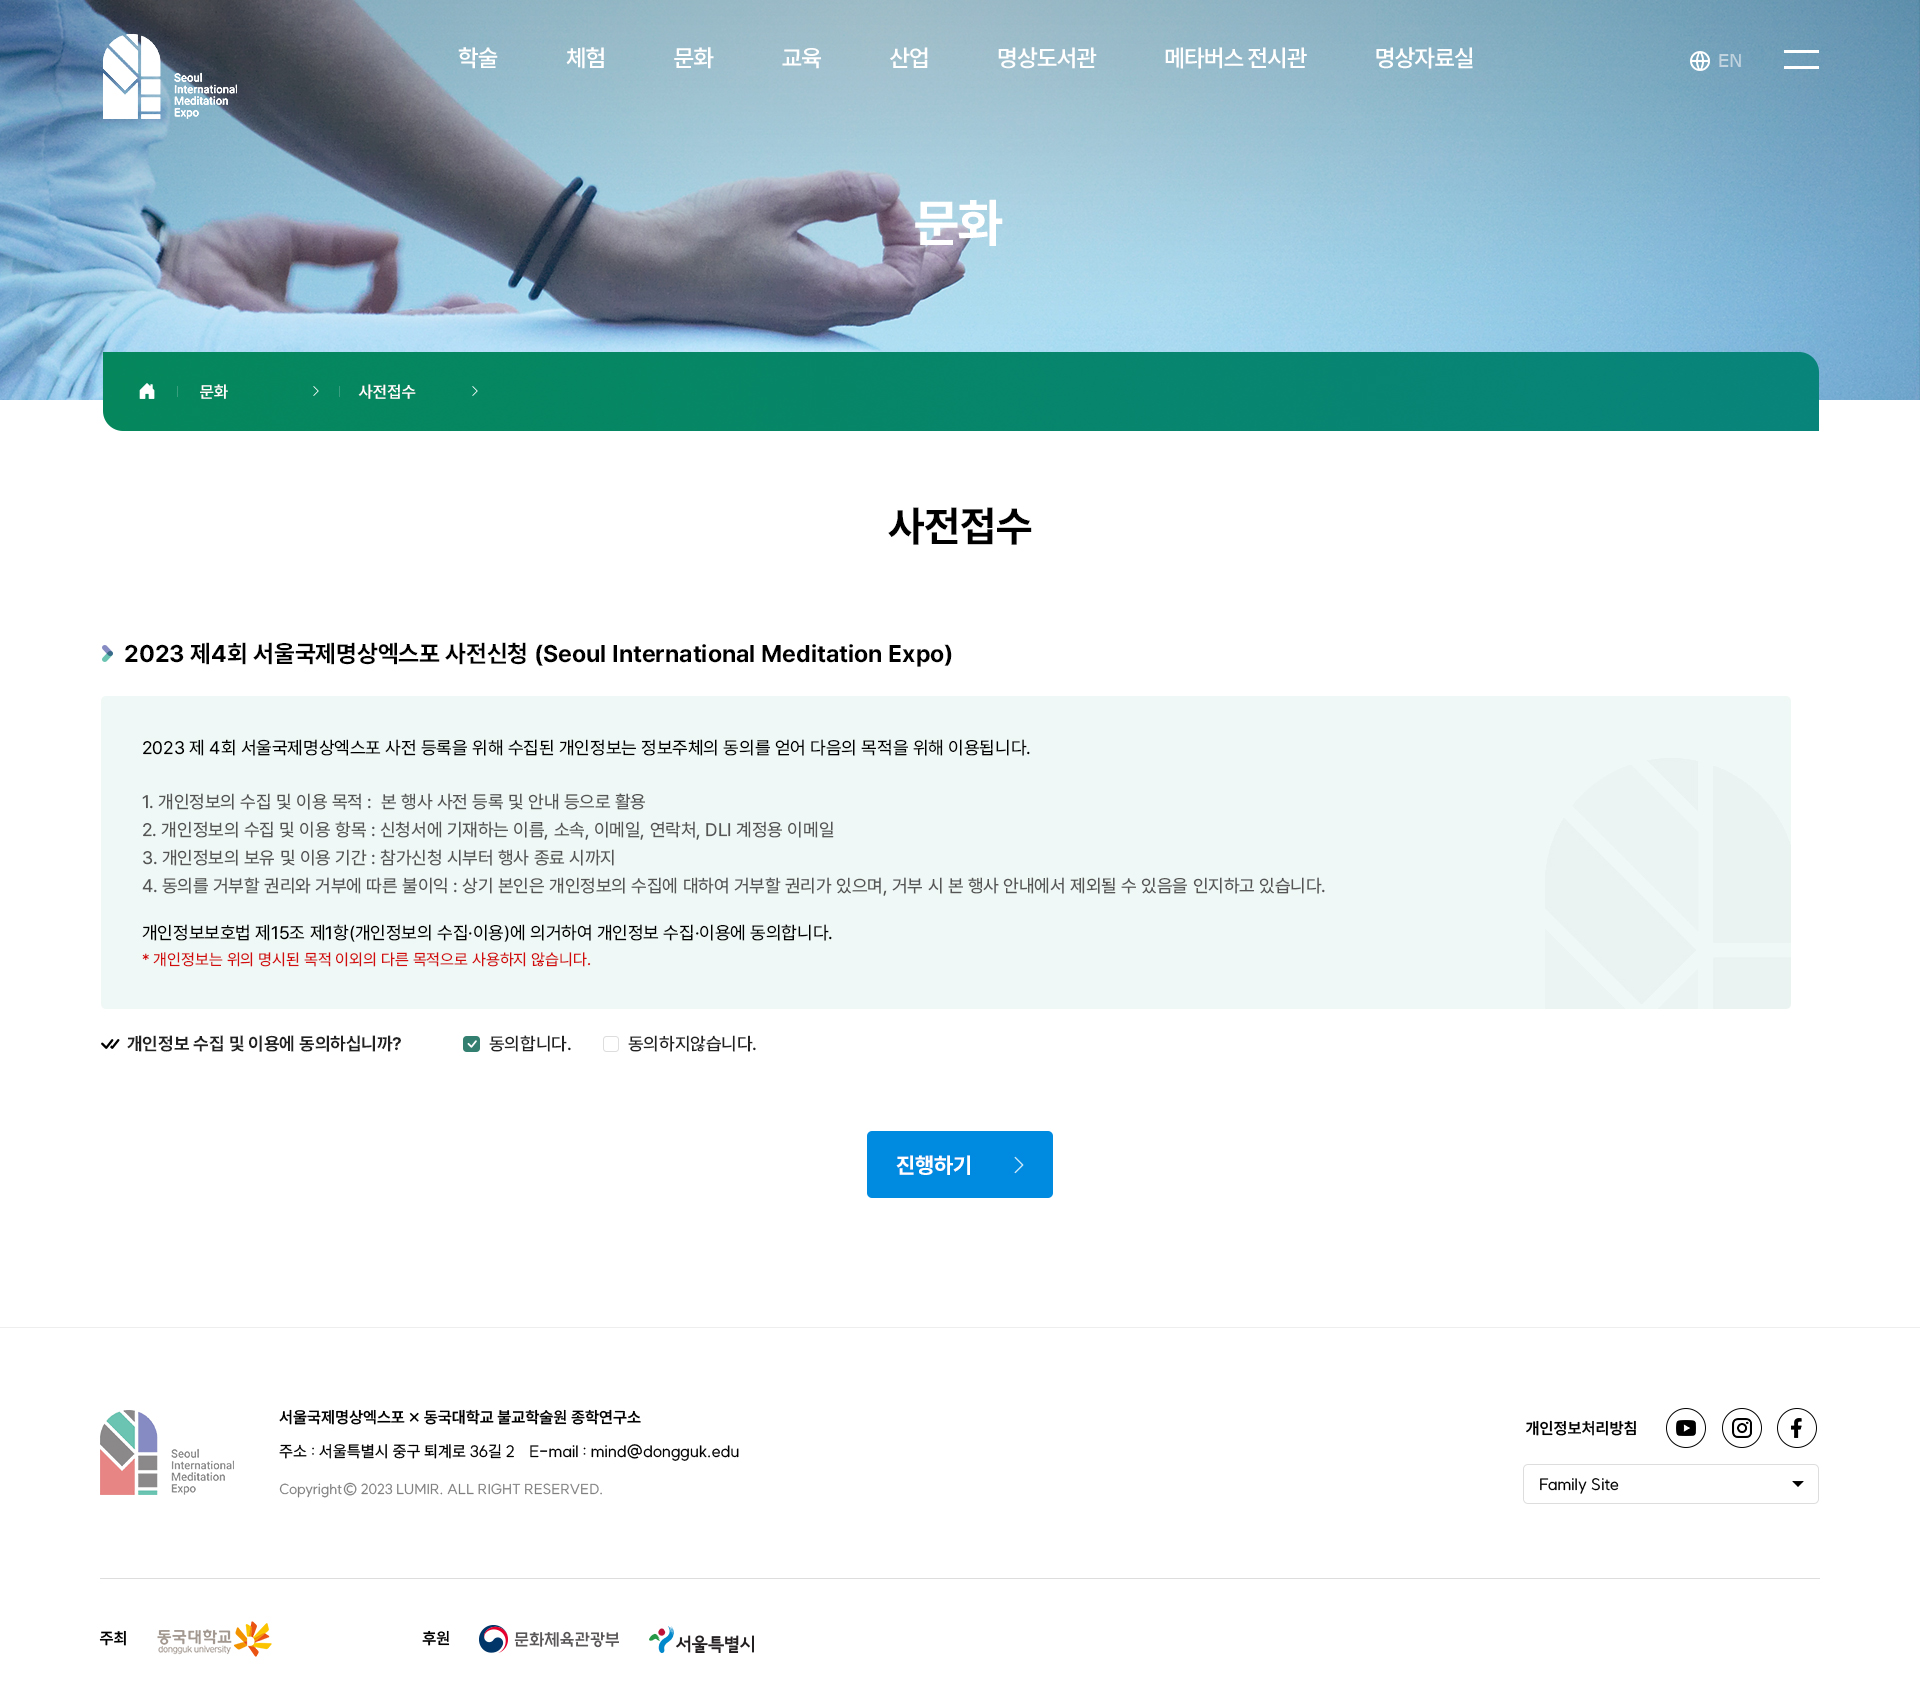 Seoul
International
Meditation
Expo
학술 체험 문화 교육 산업 명상도서관 메타버스 전시관 명상자료실
EN
문화
문화 사전접수
사전접수
2023 제4회 서울국제명상엑스포 사전신청 (Seoul International Meditation Expo)
2023 제 4회 서울국제명상엑스포 사전 등록을 위해 수집된 개인정보는 정보주체의 동의를 얻어 다음의 목적을 위해 이용됩니다.
1. 개인정보의 수집 및 이용 목적 : 본 행사 사전 등록 및 안내 등으로 활용
2. 개인정보의 수집 및 이용 항목 : 신청서에 기재하는 이름, 소속, 이메일, 연락처, DLI 계정용 이메일
3. 개인정보의 보유 및 이용 기간 : 참가신청 시부터 행사 종료 시까지
4. 동의를 거부할 권리와 거부에 따른 불이익 : 상기 본인은 개인정보의 수집에 대하여 거부할 권리가 있으며, 거부 시 본 행사 안내에서 제외될 수 있음을 인지하고 있습니다.
개인정보보호법 제15조 제1항(개인정보의 수집·이용)에 의거하여 개인정보 수집·이용에 동의합니다.
* 개인정보는 위의 명시된 목적 이외의 다른 목적으로 사용하지 않습니다.
개인정보 수집 및 이용에 동의하십니까? 동의합니다. 동의하지않습니다.
진행하기
Seoul
International
Meditation
Expo
서울국제명상엑스포 × 동국대학교 불교학술원 종학연구소
주소 : 서울특별시 중구 퇴계로 36길 2 E-mail : mind@dongguk.edu
Copyright© 2023 LUMIR. ALL RIGHT RESERVED.
개인정보처리방침
Family Site
주최
동국대학교
dongguk university
후원
문화체육관광부
서울특별시